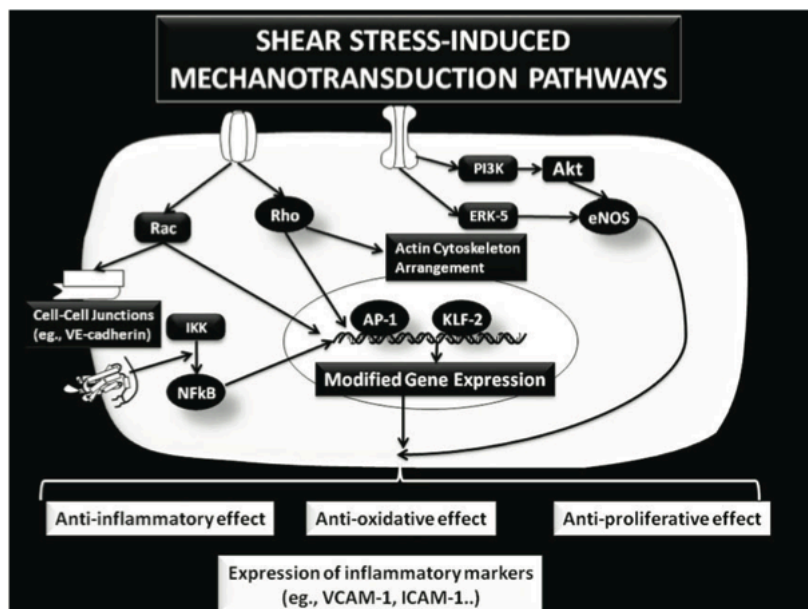 SHEAR STRESS-INDUCED
MECHANOTRANSDUCTION PATHWAYS
PI3K
Akt
ERK-5
eNOS
Rac
Rho
Actin Cytoskeleton
Arrangement
Cell-Cell Junctions
(eg., VE-cadherin)
IKK
NFkB
AP-1
KLF-2
Modified Gene Expression
Anti-inflammatory effect
Anti-oxidative effect
Anti-proliferative effect
Expression of inflammatory markers
(eg., VCAM-1, ICAM-1..)